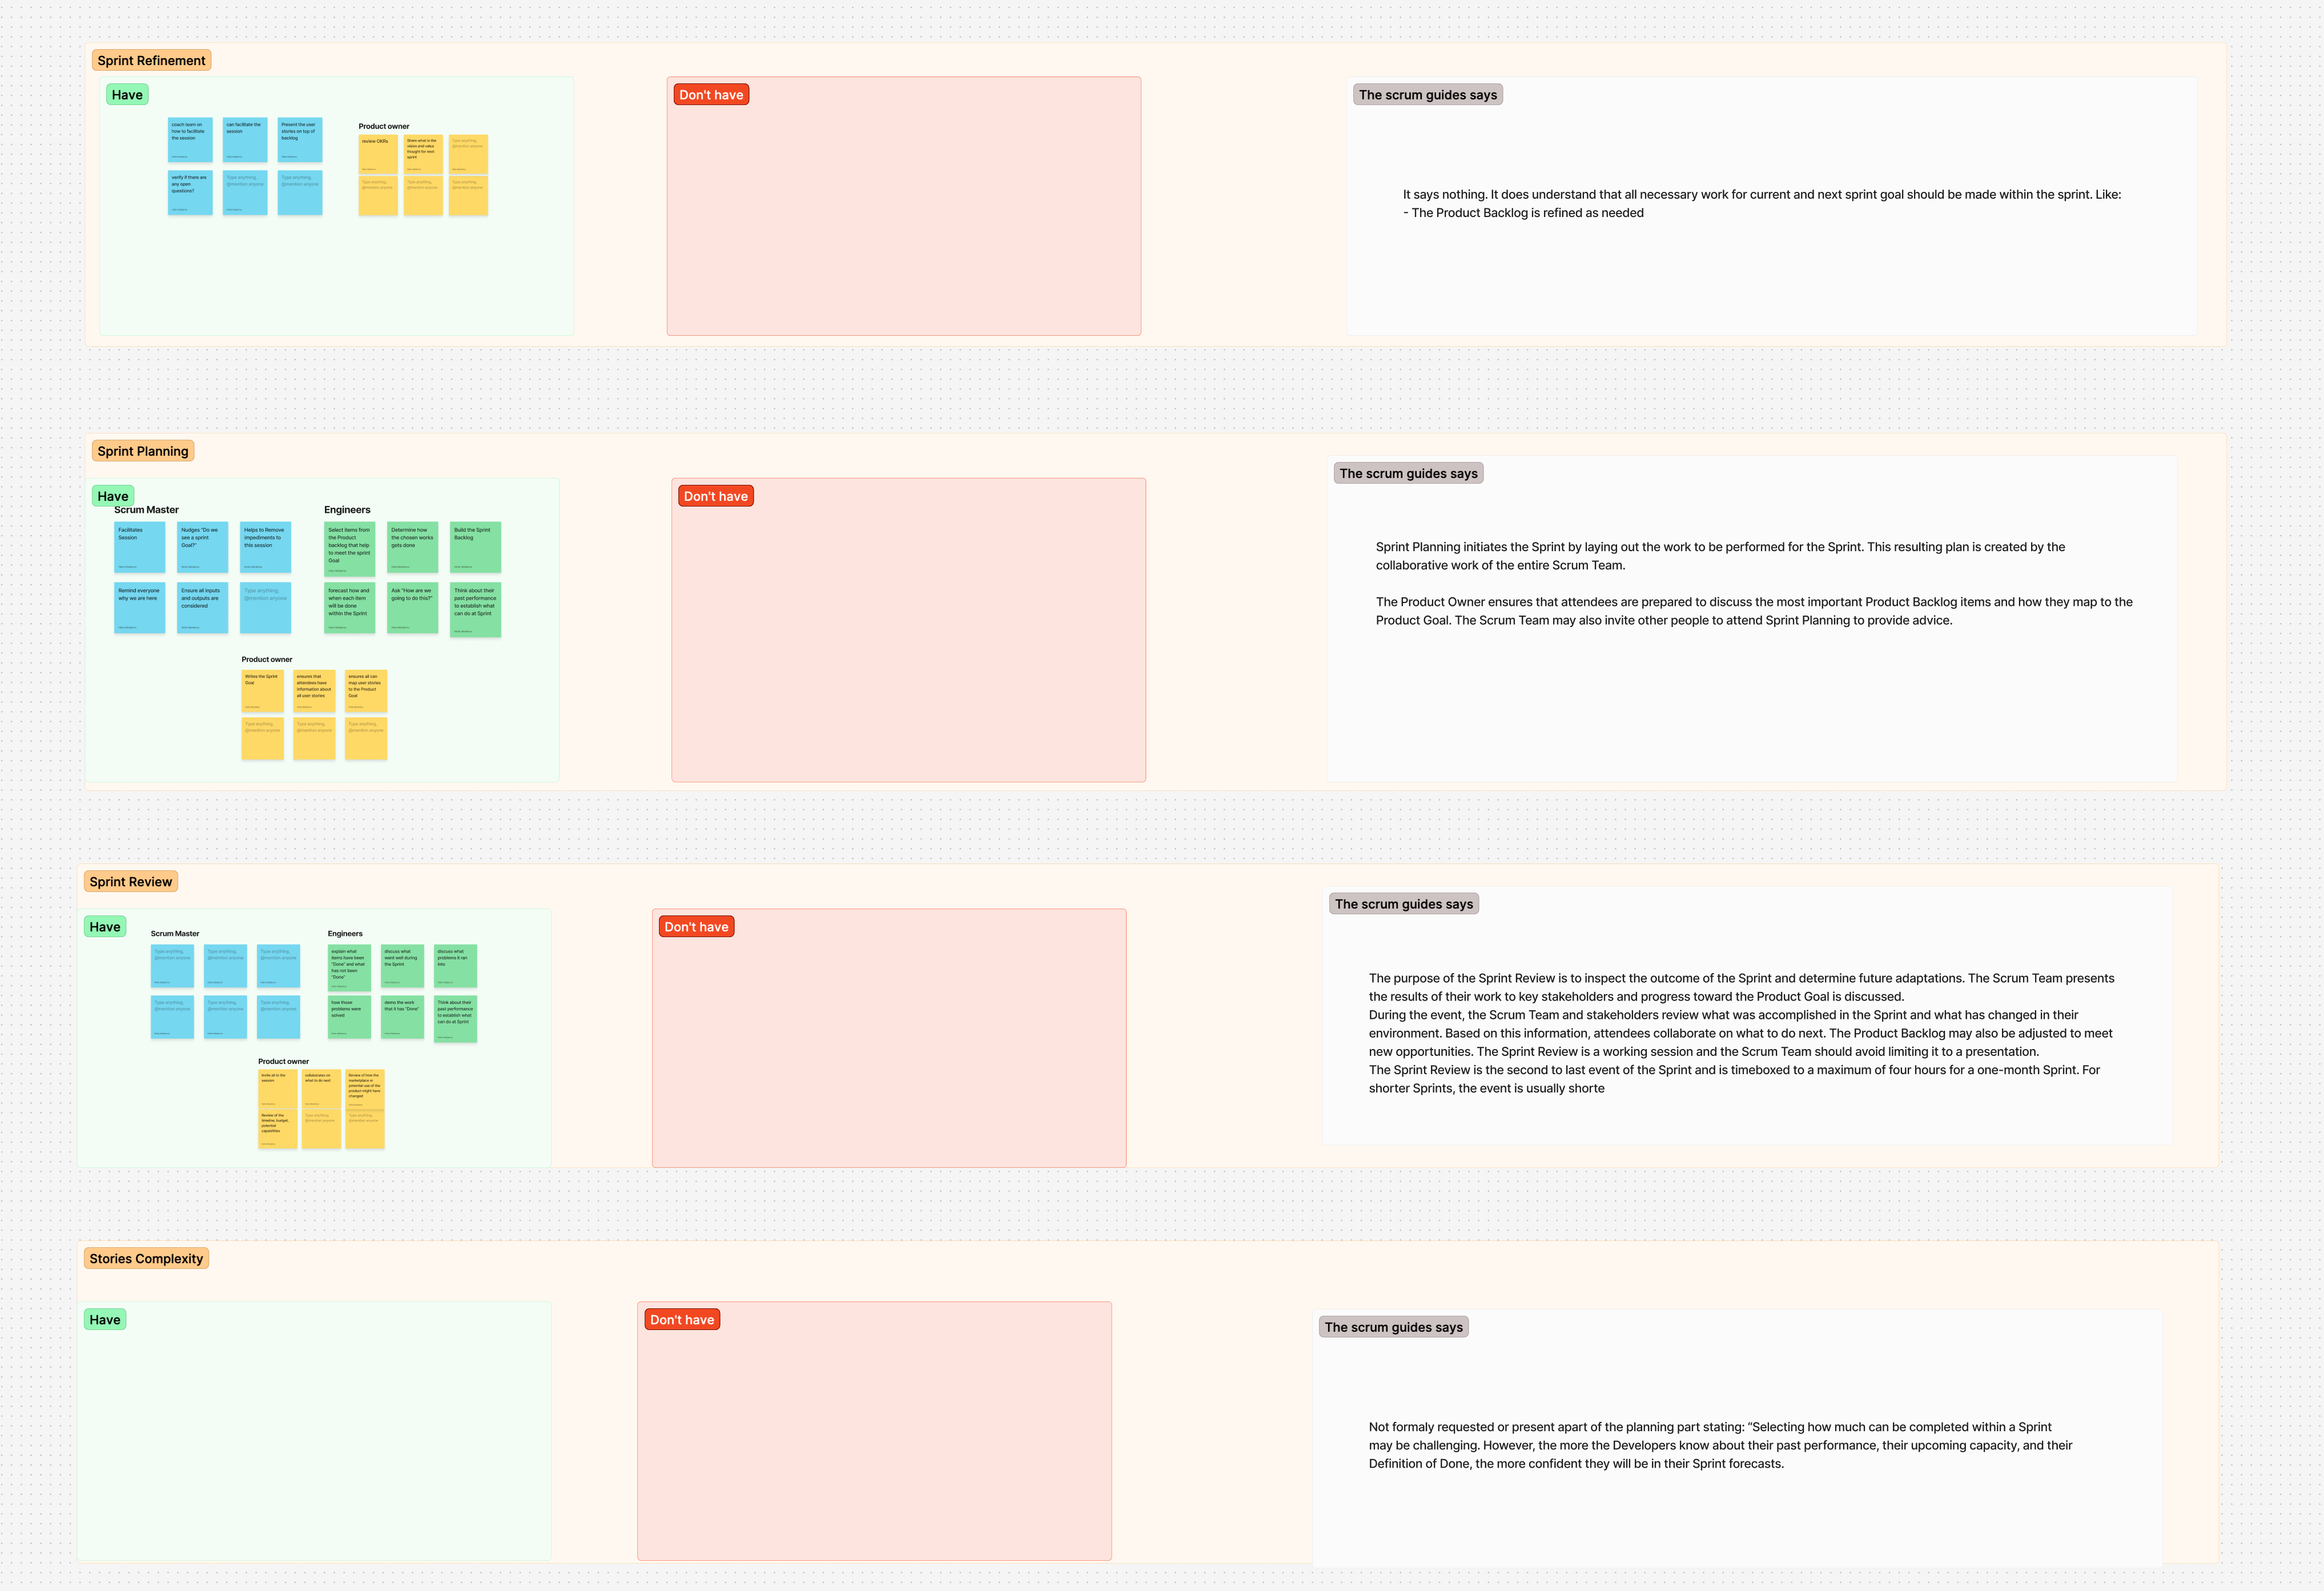 Sprint Refinement
Have
coach team on
how to facilitate
the session
can facilitate the
session
Present the user
stories on top of
backlog
verify if there are
any open
questions?
Type anything,
@mention anyone
Type anything,
@mention anyone
Product owner
review OKRs
Share what is the
vision and value
thought for next
sprint
Type anything,
@mention anyone
Type anything,
@mention anyone
Type anything,
@mention anyone
Type anything,
@mention anyone
Don't have
The scrum guides says
It says nothing. It does understand that all necessary work for current and next sprint goal should be made within the sprint. Like:
- The Product Backlog is refined as needed
Sprint Planning
Have
Scrum Master
Facilitates
Session
Nudges "Do we
see a sprint
Goal?"
Helps to Remove
impediments to
this session
Remind everyone
why we are here
Ensure all inputs
and outputs are
considered
Type anything,
@mention anyone
Engineers
Select items from
the Product
backlog that help
to meet the sprint
Goal
Determine how
the chosen works
gets done
Build the Sprint
Backlog
forecast how and
when each item
will be done
within the Sprint
Ask "How are we
going to do this?"
Think about their
past performance
to establish what
can do at Sprint
Product owner
Writes the Sprint
Goal
ensures that
attendees have
information about
all user stories
ensures all can
map user stories
to the Product
Goal
Type anything,
@mention anyone
Type anything,
@mention anyone
Type anything,
@mention anyone
Don't have
The scrum guides says
Sprint Planning initiates the Sprint by laying out the work to be performed for the Sprint. This resulting plan is created by the
collaborative work of the entire Scrum Team.
The Product Owner ensures that attendees are prepared to discuss the most important Product Backlog items and how they map to the
Product Goal. The Scrum Team may also invite other people to attend Sprint Planning to provide advice.
Sprint Review
Have
Scrum Master
Type anything,
@mention anyone
Type anything,
@mention anyone
Type anything,
@mention anyone
Type anything,
@mention anyone
Type anything,
@mention anyone
Type anything,
@mention anyone
Engineers
explain what
items have been
"Done" and what
has not been
"Done"
discuss what
went well during
the Sprint
discuss what
problems it ran
into
how those
problems were
solved
demo the work
that it has "Done"
Think about their
past performance
to establish what
can do at Sprint
Product owner
invite all to the
session
collaborates on
what to do next
Review of how the
marketplace or
potential use of the
product might have
changed
Review of the
timeline, budget,
potential
capabilities
Type anything,
@mention anyone
Type anything,
@mention anyone
Don't have
The scrum guides says
The purpose of the Sprint Review is to inspect the outcome of the Sprint and determine future adaptations. The Scrum Team presents
the results of their work to key stakeholders and progress toward the Product Goal is discussed.
During the event, the Scrum Team and stakeholders review what was accomplished in the Sprint and what has changed in their
environment. Based on this information, attendees collaborate on what to do next. The Product Backlog may also be adjusted to meet
new opportunities. The Sprint Review is a working session and the Scrum Team should avoid limiting it to a presentation.
The Sprint Review is the second to last event of the Sprint and is timeboxed to a maximum of four hours for a one-month Sprint. For
shorter Sprints, the event is usually shorte
Stories Complexity
Have
Don't have
The scrum guides says
Not formaly requested or present apart of the planning part stating: "Selecting how much can be completed within a Sprint
may be challenging. However, the more the Developers know about their past performance, their upcoming capacity, and their
Definition of Done, the more confident they will be in their Sprint forecasts.